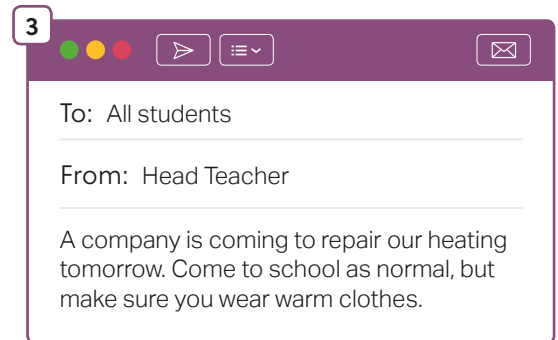 3
To: All students
From: Head Teacher
A company is coming to repair our heating
tomorrow. Come to school as normal, but
make sure you wear warm clothes.